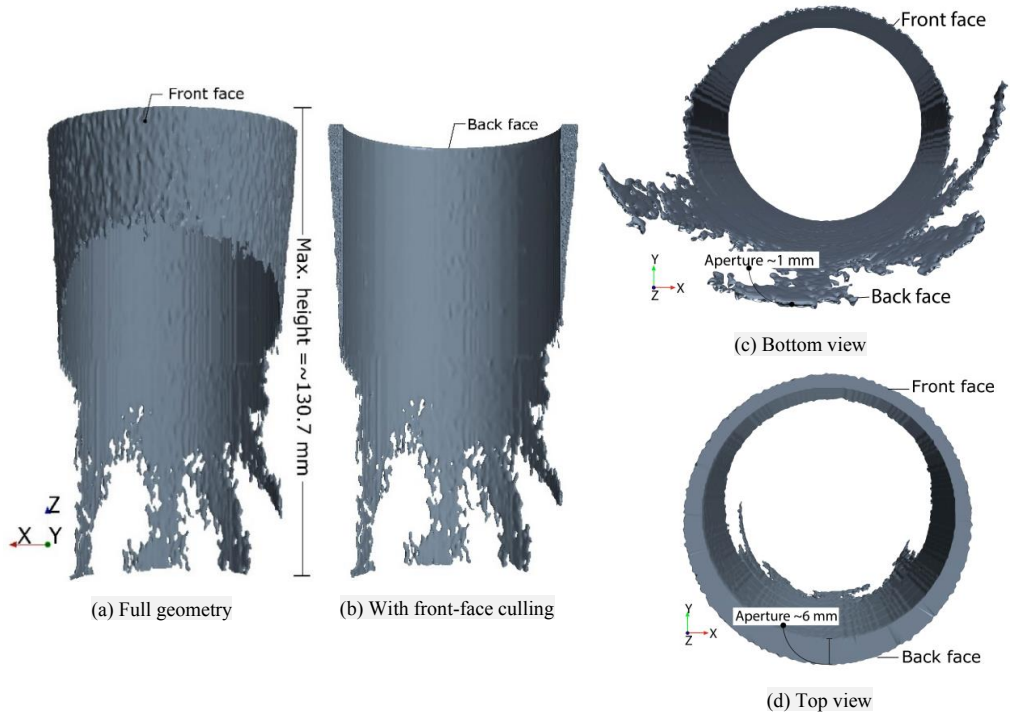 Front face
Max. height =~130.7 mm
Z
X
Y
(a) Full geometry
Back face
(b) With front-face culling
Front face
Aperture ~1 mm
Y
Z
X
Back face
(c) Bottom view
Front face
Aperture ~6 mm
Y
Z
X
Back face
(d) Top view